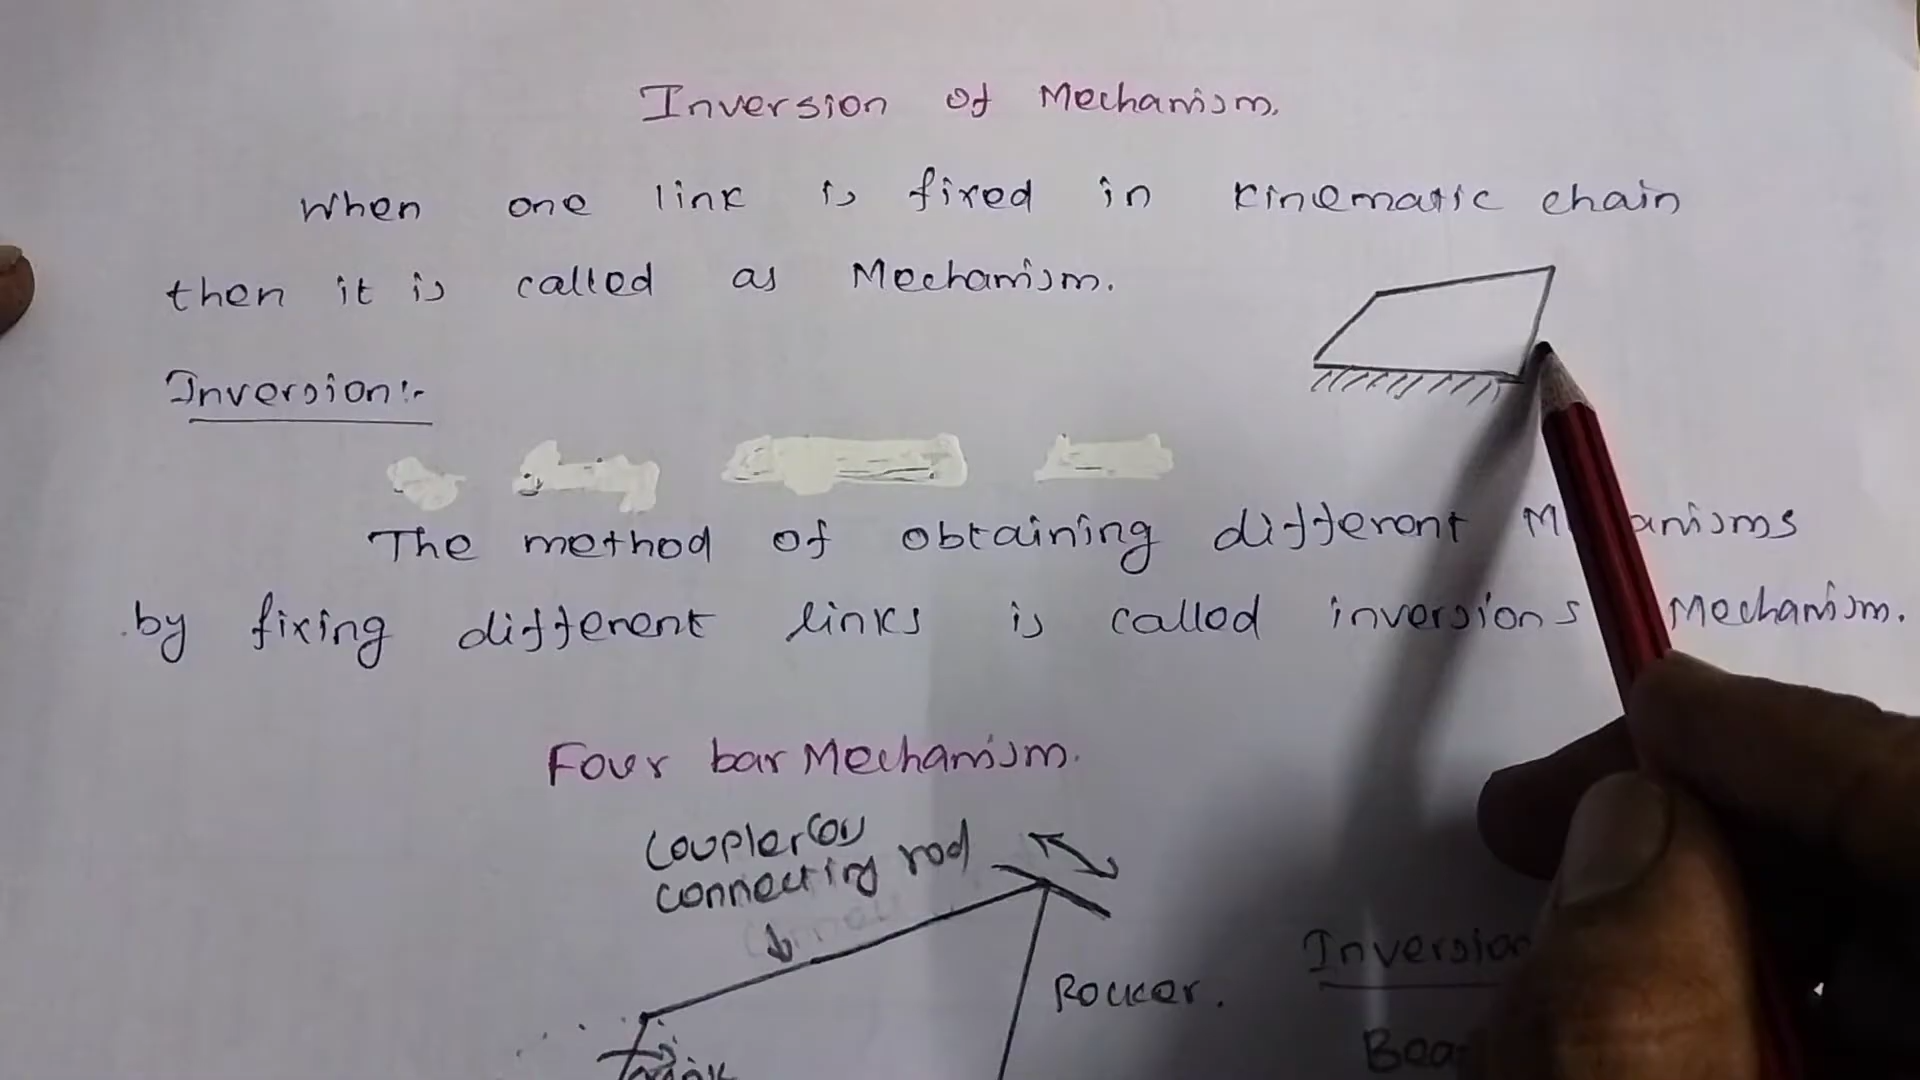 Inversion of Mechanism.
When one link is fixed in kinematic chain
then it is called as Mechanism.
Inversion:-
The method of obtaining different Mechanisms
by fixing different links is called inversions Mechanism.
Four bar Mechanism.
Coupler (or)
connecting rod
Rocker.
Inversion